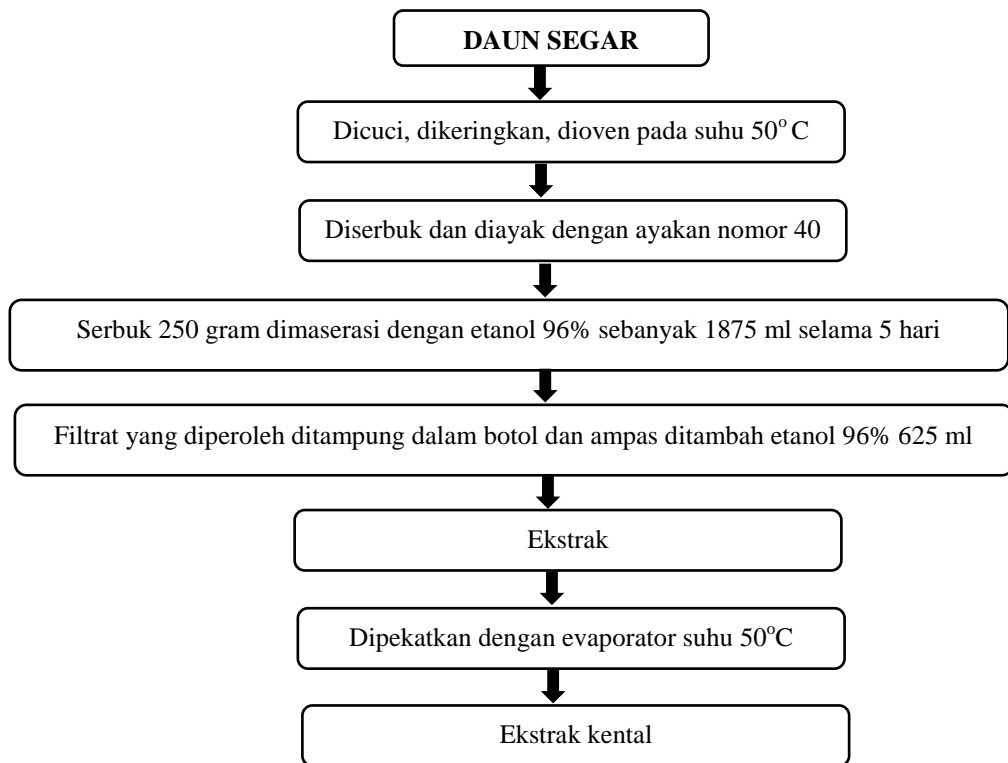 DAUN SEGAR
Dicuci, dikeringkan, dioven pada suhu 50° C
Diserbuk dan diayak dengan ayakan nomor 40
Serbuk 250 gram dimaserasi dengan etanol 96% sebanyak 1875 ml selama 5 hari
Filtrat yang diperoleh ditampung dalam botol dan ampas ditambah etanol 96% 625 ml
Ekstrak
Dipekatkan dengan evaporator suhu 50°C
Ekstrak kental